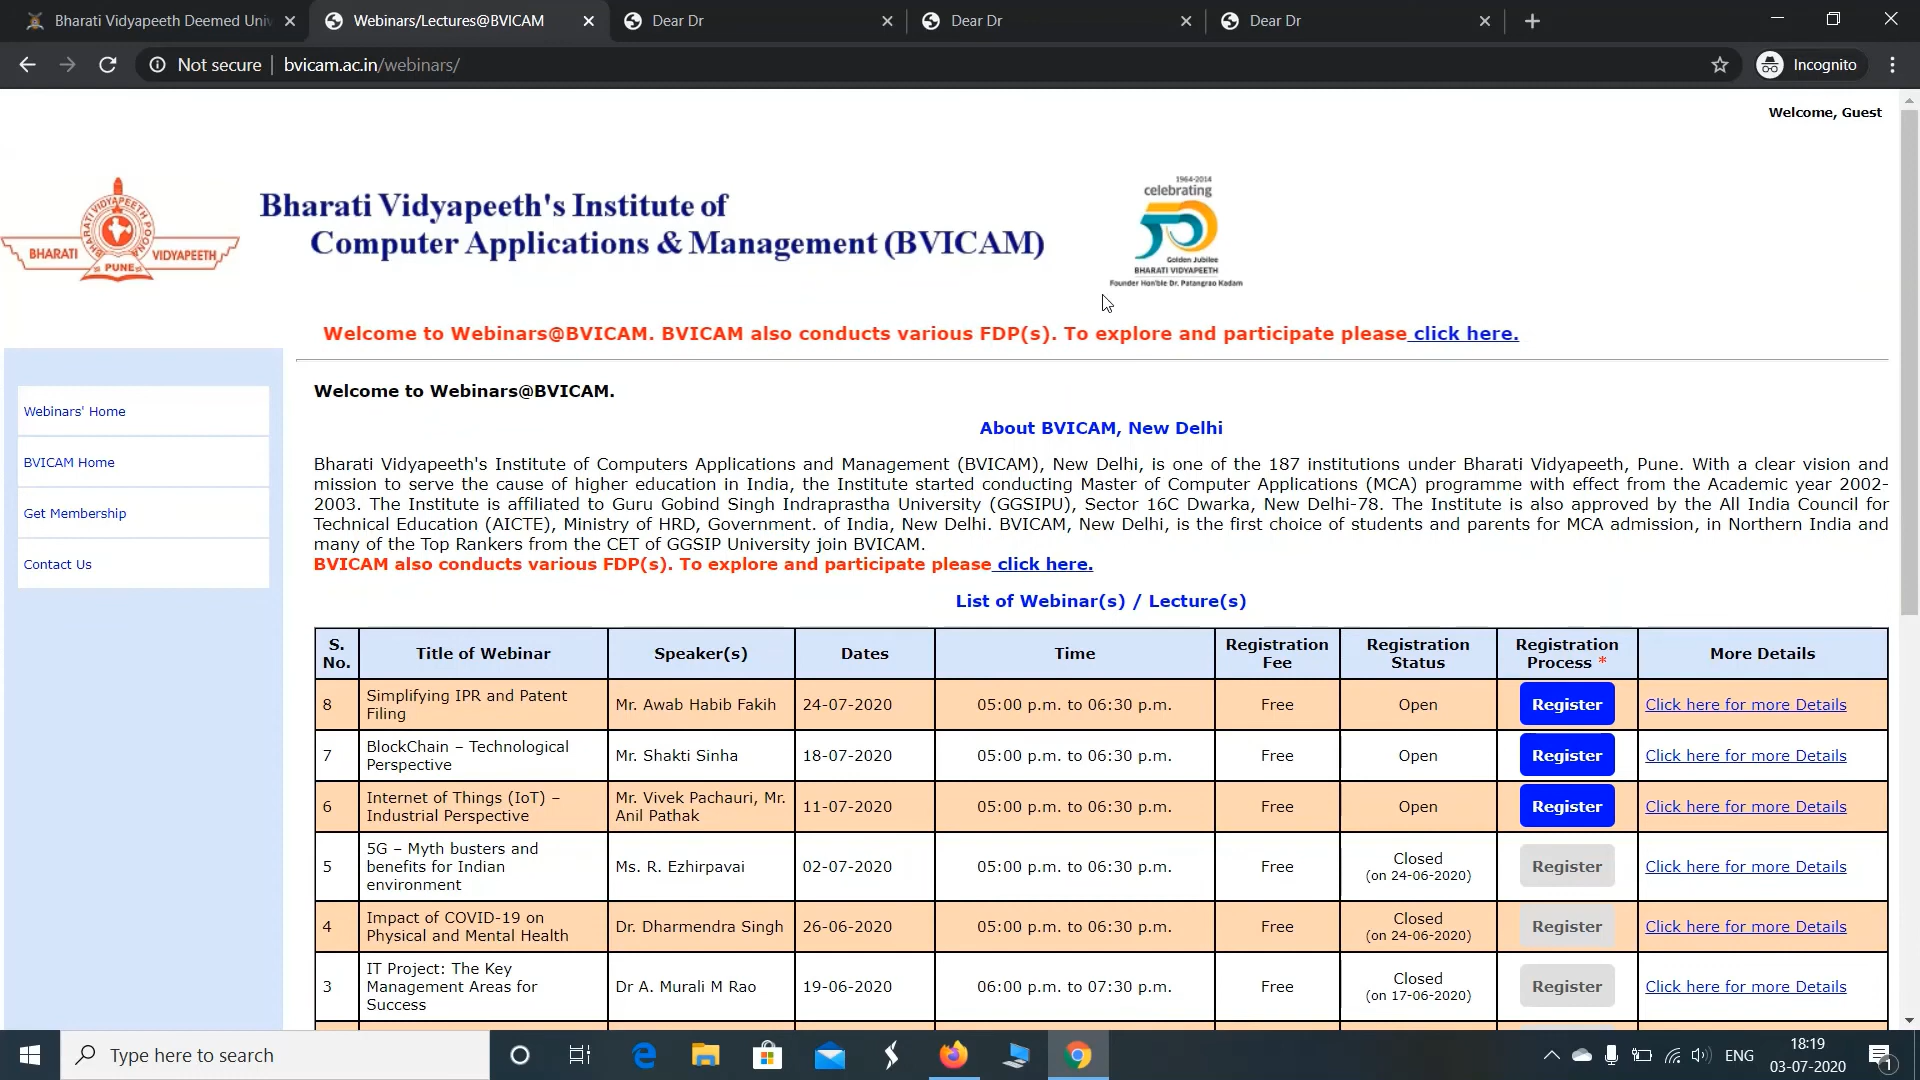 Bharati Vidyapeeth Deemed Univ
Webinars/Lectures@BVICAM
Dear Dr
Dear Dr
Dear Dr
Not secure
bvicam.ac.in/webinars/
Incognito
Welcome, Guest
BHARATI VIDYAPEETH POONA
BHARATI
VIDYAPEETH
PUNE
Bharati Vidyapeeth's Institute of
Computer Applications & Management (BVICAM)
1964-2014
celebrating
50
Golden Jubilee
BHARATI VIDYAPEETH
Founder Hon'ble Dr. Patangrao Kadam
Welcome to Webinars@BVICAM. BVICAM also conducts various FDP(s). To explore and participate please click here.
Webinars' Home
BVICAM Home
Get Membership
Contact Us
Welcome to Webinars@BVICAM.
About BVICAM, New Delhi
Bharati Vidyapeeth's Institute of Computers Applications and Management (BVICAM), New Delhi, is one of the 187 institutions under Bharati Vidyapeeth, Pune. With a clear vision and
mission to serve the cause of higher education in India, the Institute started conducting Master of Computer Applications (MCA) programme with effect from the Academic year 2002-
2003. The Institute is affiliated to Guru Gobind Singh Indraprastha University (GGSIPU), Sector 16C Dwarka, New Delhi-78. The Institute is also approved by the All India Council for
Technical Education (AICTE), Ministry of HRD, Government. of India, New Delhi. BVICAM, New Delhi, is the first choice of students and parents for MCA admission, in Northern India and
many of the Top Rankers from the CET of GGSIP University join BVICAM.
BVICAM also conducts various FDP(s). To explore and participate please click here.
List of Webinar(s) / Lecture(s)
S. No. Title of Webinar Speaker(s) Dates Time Registration Fee Registration Status Registration Process * More Details
8 Simplifying IPR and Patent Filing Mr. Awab Habib Fakih 24-07-2020 05:00 p.m. to 06:30 p.m. Free Open Register Click here for more Details
7 BlockChain – Technological Perspective Mr. Shakti Sinha 18-07-2020 05:00 p.m. to 06:30 p.m. Free Open Register Click here for more Details
6 Internet of Things (IoT) – Industrial Perspective Mr. Vivek Pachauri, Mr. Anil Pathak 11-07-2020 05:00 p.m. to 06:30 p.m. Free Open Register Click here for more Details
5 5G – Myth busters and benefits for Indian environment Ms. R. Ezhirpavai 02-07-2020 05:00 p.m. to 06:30 p.m. Free Closed (on 24-06-2020) Register Click here for more Details
4 Impact of COVID-19 on Physical and Mental Health Dr. Dharmendra Singh 26-06-2020 05:00 p.m. to 06:30 p.m. Free Closed (on 24-06-2020) Register Click here for more Details
3 IT Project: The Key Management Areas for Success Dr A. Murali M Rao 19-06-2020 06:00 p.m. to 07:30 p.m. Free Closed (on 17-06-2020) Register Click here for more Details
Type here to search
ENG
18:19
03-07-2020
1